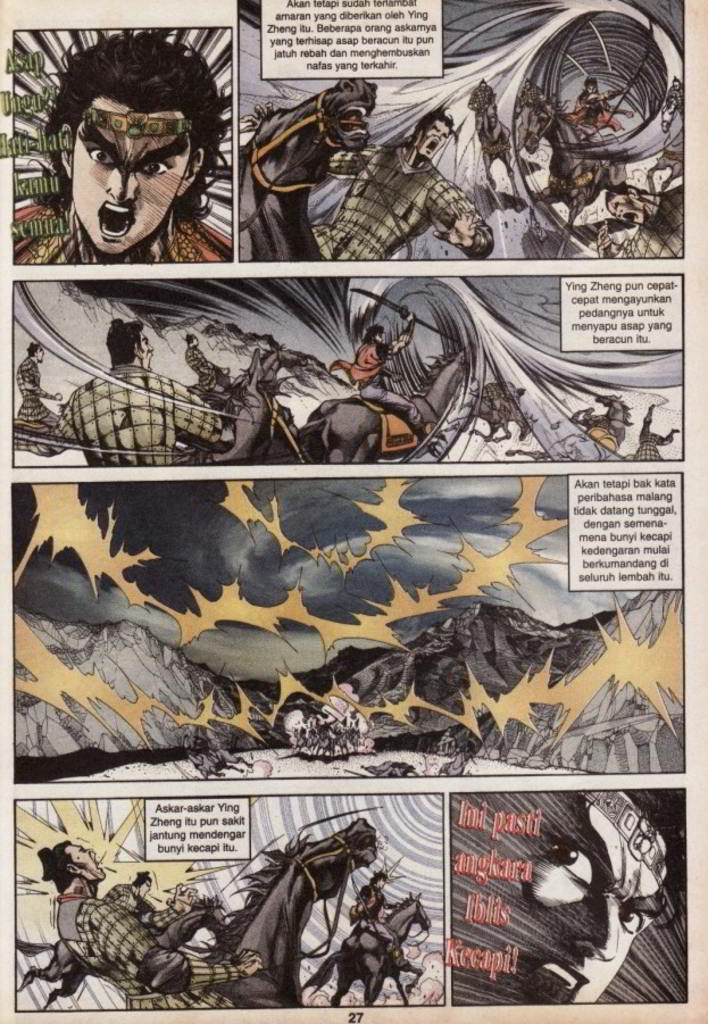 Asap
Ungu!
Hati-Hati
kamu
semua!
Akan tetapi sudah terlambat
amaran yang diberikan oleh Ying
Zheng itu. Beberapa orang askarnya
yang terhisap asap beracun itu pun
jatuh rebah dan menghembuskan
nafas yang terkahir.
Ying Zheng pun cepat-
cepat mengayunkan
pedangnya untuk
menyapu asap yang
beracun itu.
Akan tetapi bak kata
peribahasa malang
tidak datang tunggal,
dengan semena-
mena bunyi kecapi
kedengaran mulai
berkumandang di
seluruh lembah itu.
Askar-askar Ying
Zheng itu pun sakit
jantung mendengar
bunyi kecapi itu.
Ini pasti
angkara
Iblis
Kecapi!
27